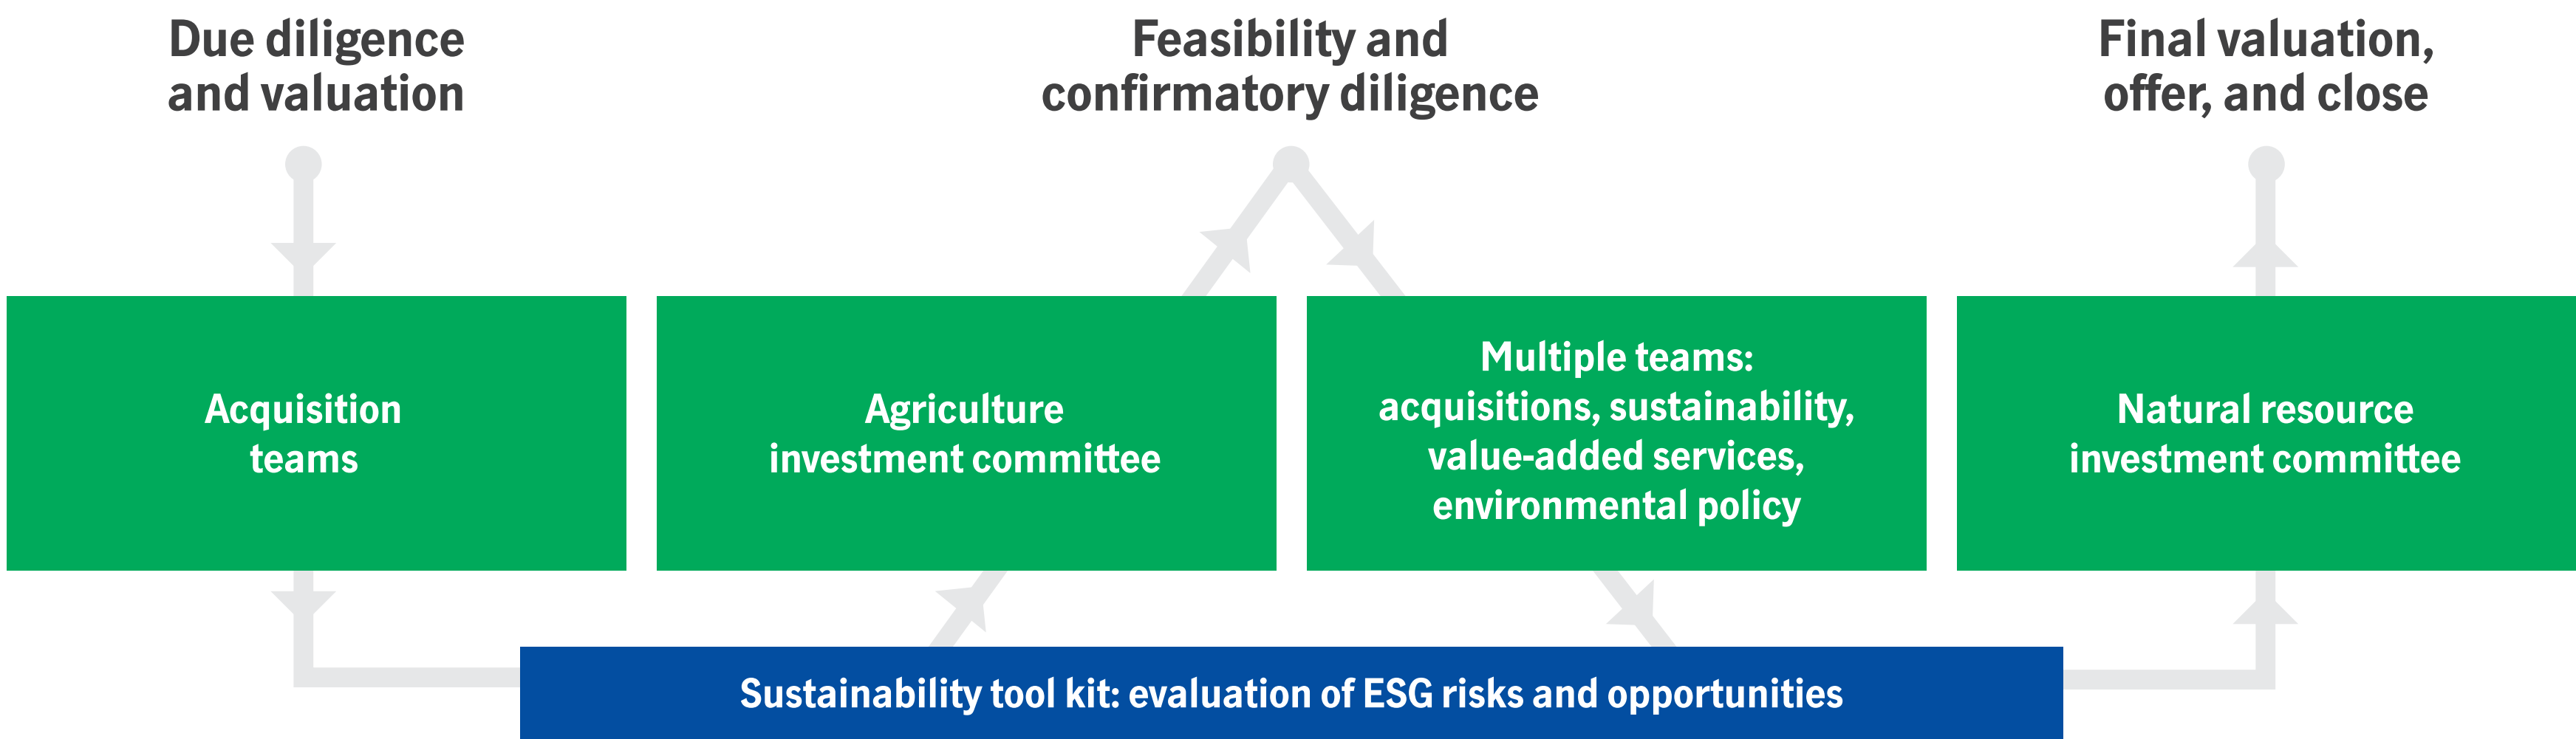 Due diligence
and valuation
Feasibility and
confirmatory diligence
Final valuation,
offer, and close
Acquisition
teams
Agriculture
investment committee
Multiple teams:
acquisitions, sustainability,
value-added services,
environmental policy
Natural resource
investment committee
Sustainability tool kit: evaluation of ESG risks and opportunities